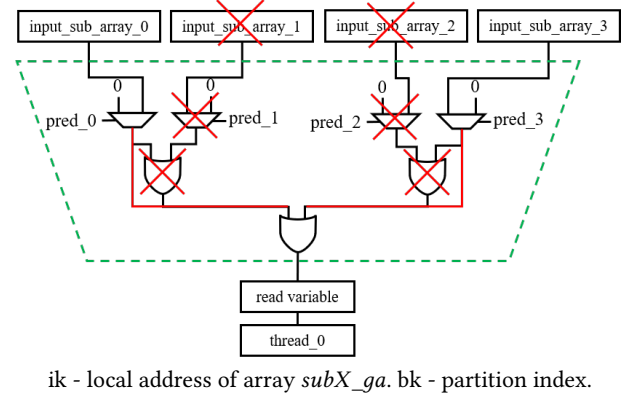 input_sub_array_0 input_sub_array_1 input_sub_array_2 input_sub_array_3
0 0 0 0
pred_0 pred_1 pred_2 pred_3
read variable
thread_0
ik - local address of array subX_ga. bk - partition index.